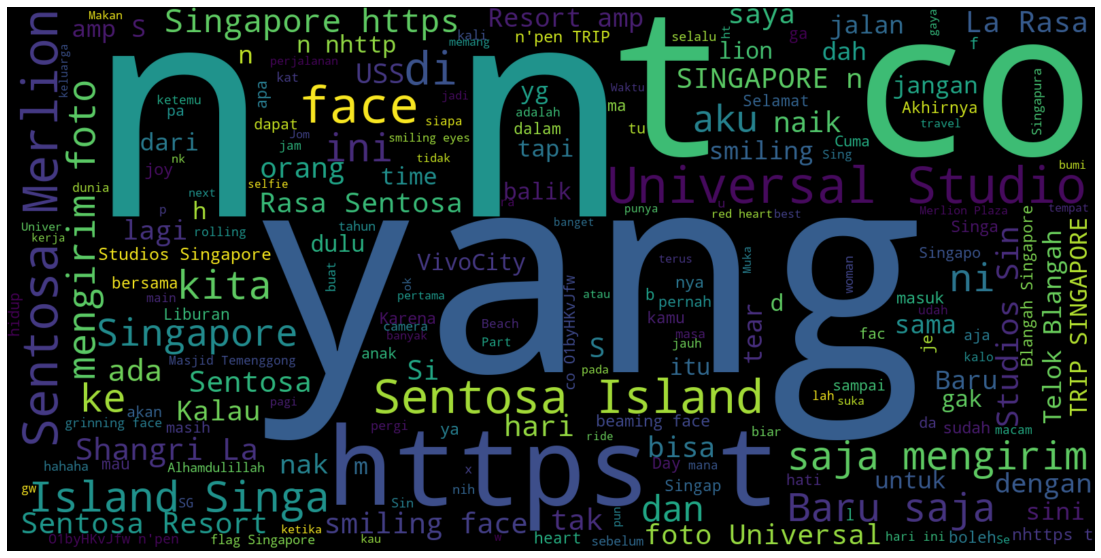 n nt co
yang
https t
Sentosa Merlion
mengirim foto
amp S
Singapore https
Resort amp
n'pen TRIP
saya
Makan
keluarga
n nhttp
n
perjalanan
kali
memang
selalu
ga
jalan
dah
gaya
La Rasa
f
ht
lion
USS
di
kat
SINGAPORE n
jangan
Akhirnya
travel
Singapura
bumi
ketemu
pa
apa
face
jadi
yg
adalah
ma
Waktu
Selamat
tu
aku
naik
Cuma
Sing
smiling
dari
dapat
siapa
dalam
tapi
Jom
smiling eyes
jam
tidak
ini
joy
nk
orang
time
selfie
balik
Universal Studio
dunia
next
h
Rasa Sentosa
ra
punya
u
red heart
best
Merlion Plaza
tempat
Univer
kerja
p
rolling
lagi
tahun
dulu
banget
Singa
Studios Singapore
bersama
kita
buat
ok
VivoCity
terus
Muka
woman
nya
pernah
atau
b
d
Singapo
masuk
ni
udah
hidup
main
Liburan
pertama
Karena
camera
banyak
Beach
Part
co O1byHKvJfw
kamu
masa
jauh
tear
fac
je
sama
aja
kalo
Studios Sin
Blangah Singapore
Telok Blangah
TRIP SINGAPORE
Singapore
Masjid Temenggong
anak
S
pada
itu
ada
Sentosa
Si
ke
Kalau
pagi
Sentosa Island
sampai
lah
suka
Baru
gak
akan
grinning face
masih
pergi
hari
ya
ride
beaming face
biar
bisa
da
sudah
macam
Shangri La
mau
hahaha
Alhamdulillah
nak
m
x
nih
Day
mana
Singap
saja mengirim
hati
untuk
dengan
gw
Island Singa
SG
Sin
ketika
dan
Baru saja
l
sini
Sentosa Resort
smiling face
tak
pun
foto Universal
O1byHKvJfw n'pen
flag Singapore
kau
w
heart
sebelum
hari ini
boleh
Se
nhttps t